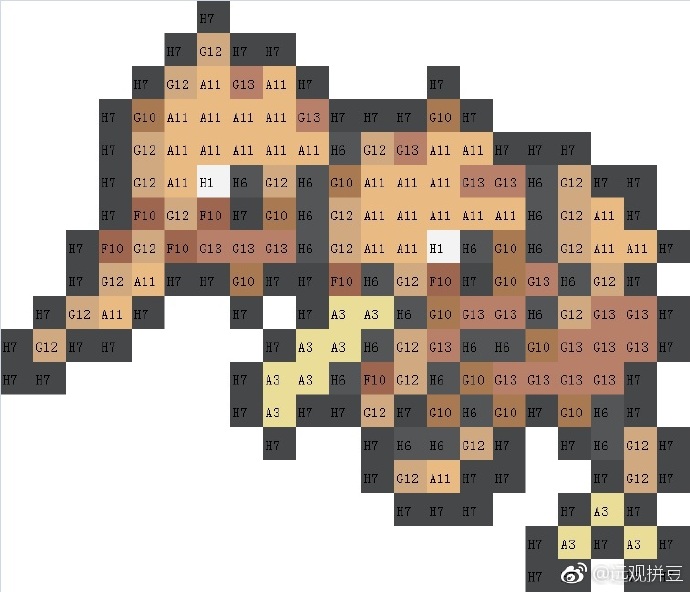 H7
H7 G12 H7 H7
H7 G12 A11 G13 A11 H7 H7
H7 G10 A11 A11 A11 A11 G13 H7 H7 H7 G10 H7
H7 G12 A11 A11 A11 A11 A11 H6 G12 G13 A11 A11 H7 H7 H7
H7 G12 A11 H1 H6 G12 H6 G10 A11 A11 A11 G13 G13 H6 G12 H7 H7
H7 F10 G12 F10 H7 G10 H6 G12 A11 A11 A11 A11 A11 H6 G12 A11 H7
H7 F10 G12 F10 G13 G13 G13 H6 G12 A11 A11 H1 H6 G10 H6 G12 A11 A11 H7
H7 G12 A11 H7 H7 G10 H7 H7 F10 H6 G12 F10 H7 G10 G13 H6 G12 H7
H7 G12 A11 H7 H7 H7 A3 A3 H6 G10 G13 G13 H6 G12 G13 G13 H7
H7 G12 H7 H7 H7 A3 A3 H6 G12 G13 H6 H6 G10 G13 G13 G13 H7
H7 H7 H7 A3 A3 H6 F10 G12 H6 G10 G13 G13 G13 G13 H7
H7 A3 H7 H7 G12 H7 G10 H6 G10 H7 G10 H6 H7
H7 H7 H6 H6 G12 H7 H7 H6 G12 H7
H7 G12 A11 H7 H7 H7 G12 H7
H7 H7 H7 H7 A3 H7
H7 A3 H7 A3 H7
H7
@远观拼豆